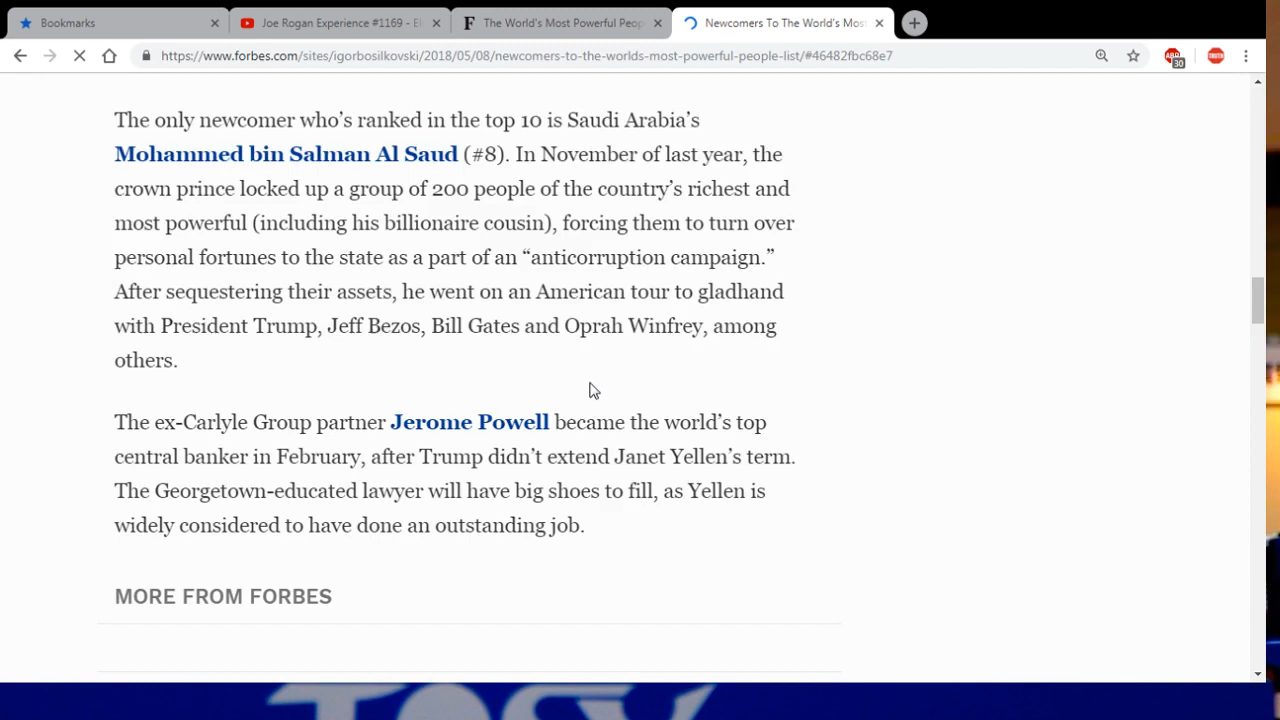 Bookmarks
Joe Rogan Experience #1169 - El
The World's Most Powerful Peop
Newcomers To The World's Most
https://www.forbes.com/sites/igorbosilkovski/2018/05/08/newcomers-to-the-worlds-most-powerful-people-list/#46482fbc68e7
30
The only newcomer who’s ranked in the top 10 is Saudi Arabia’s
Mohammed bin Salman Al Saud (#8). In November of last year, the
crown prince locked up a group of 200 people of the country’s richest and
most powerful (including his billionaire cousin), forcing them to turn over
personal fortunes to the state as a part of an “anticorruption campaign.”
After sequestering their assets, he went on an American tour to gladhand
with President Trump, Jeff Bezos, Bill Gates and Oprah Winfrey, among
others.
The ex-Carlyle Group partner Jerome Powell became the world’s top
central banker in February, after Trump didn’t extend Janet Yellen’s term.
The Georgetown-educated lawyer will have big shoes to fill, as Yellen is
widely considered to have done an outstanding job.
MORE FROM FORBES